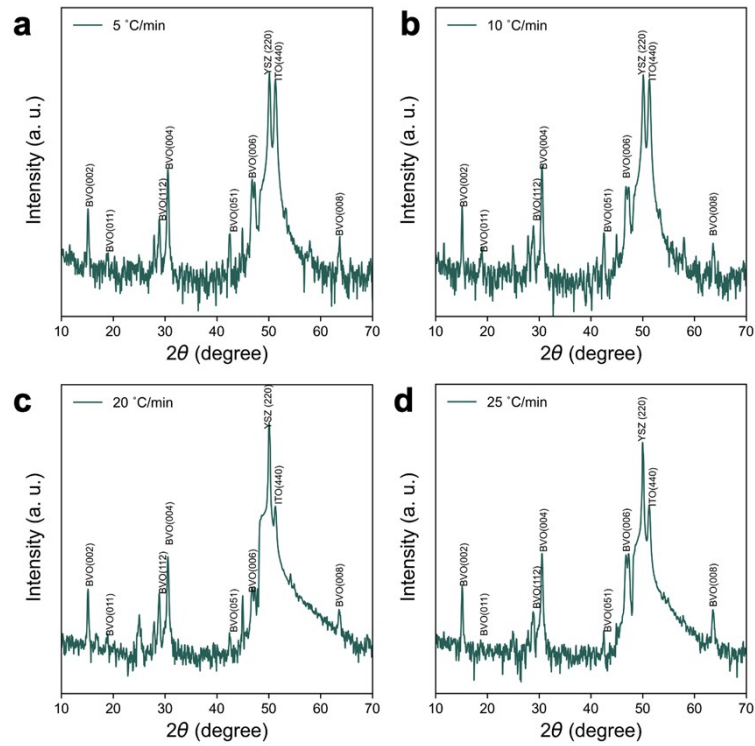 a
5 °C/min
Intensity (a. u.)
BVO(002)
BVO(011)
BVO(112)
BVO(004)
BVO(051)
BVO(006)
YSZ (220)
ITO(440)
BVO(008)
10 20 30 40 50 60 70
2θ (degree)
b
10 °C/min
Intensity (a. u.)
BVO(002)
BVO(011)
BVO(112)
BVO(004)
BVO(051)
BVO(006)
YSZ (220)
ITO(440)
BVO(008)
10 20 30 40 50 60 70
2θ (degree)
c
20 °C/min
Intensity (a. u.)
BVO(002)
BVO(011)
BVO(112)
BVO(004)
BVO(051)
BVO(006)
YSZ (220)
ITO(440)
BVO(008)
10 20 30 40 50 60 70
2θ (degree)
d
25 °C/min
Intensity (a. u.)
BVO(002)
BVO(011)
BVO(112)
BVO(004)
BVO(051)
BVO(006)
YSZ (220)
ITO(440)
BVO(008)
10 20 30 40 50 60 70
2θ (degree)